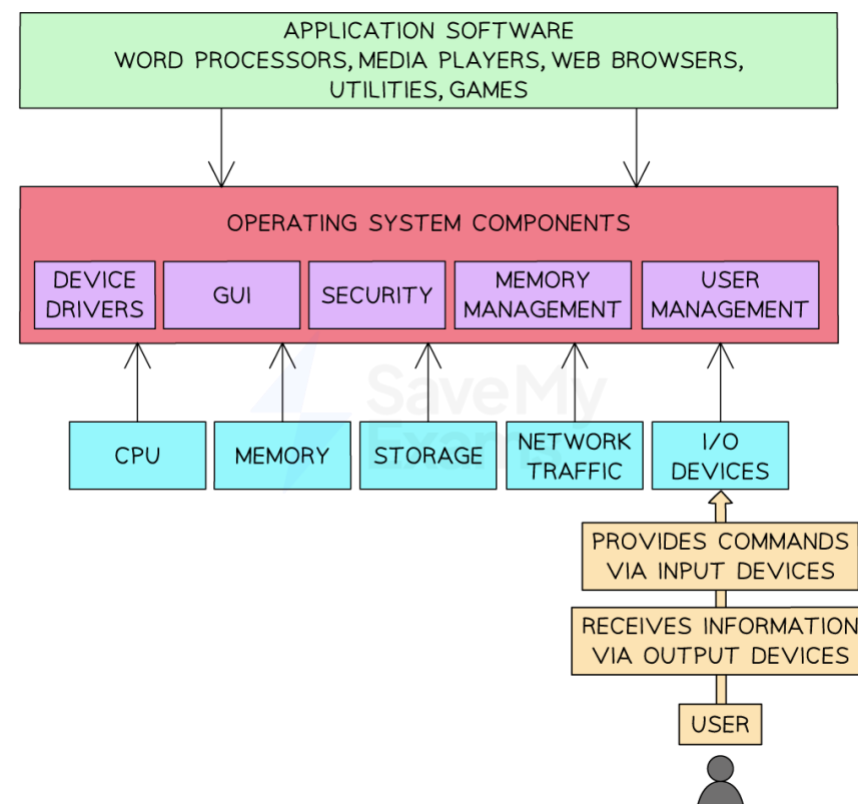 APPLICATION SOFTWARE
WORD PROCESSORS, MEDIA PLAYERS, WEB BROWSERS,
UTILITIES, GAMES
OPERATING SYSTEM COMPONENTS
DEVICE
DRIVERS
GUI
SECURITY
MEMORY
MANAGEMENT
USER
MANAGEMENT
SaveMy
Exams
CPU
MEMORY
STORAGE
NETWORK
TRAFFIC
I/O
DEVICES
PROVIDES COMMANDS
VIA INPUT DEVICES
RECEIVES INFORMATION
VIA OUTPUT DEVICES
USER